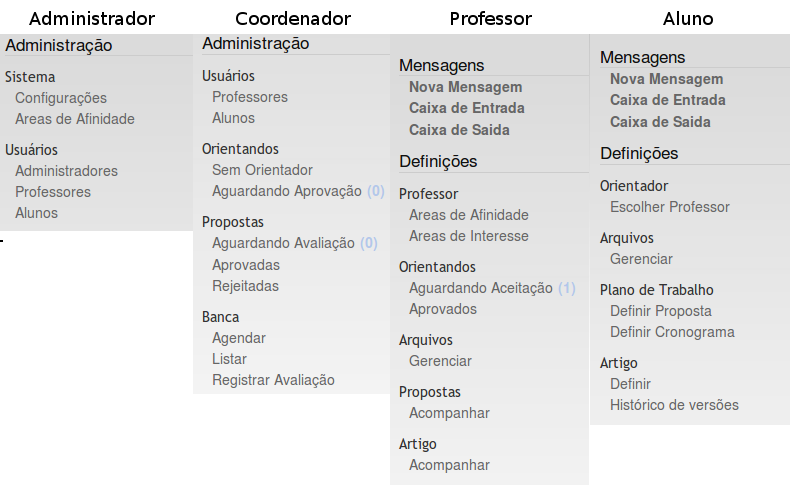 Administrador
Administração
Sistema
Configurações
Areas de Afinidade
Usuários
Administradores
Professores
Alunos
Coordenador
Administração
Usuários
Professores
Alunos
Orientandos
Sem Orientador
Aguardando Aprovação (0)
Propostas
Aguardando Avaliação (0)
Aprovadas
Rejeitadas
Banca
Agendar
Listar
Registrar Avaliação
Professor
Mensagens
Nova Mensagem
Caixa de Entrada
Caixa de Saida
Definições
Professor
Areas de Afinidade
Areas de Interesse
Orientandos
Aguardando Aceitação (1)
Aprovados
Arquivos
Gerenciar
Propostas
Acompanhar
Artigo
Acompanhar
Aluno
Mensagens
Nova Mensagem
Caixa de Entrada
Caixa de Saida
Definições
Orientador
Escolher Professor
Arquivos
Gerenciar
Plano de Trabalho
Definir Proposta
Definir Cronograma
Artigo
Definir
Histórico de versões